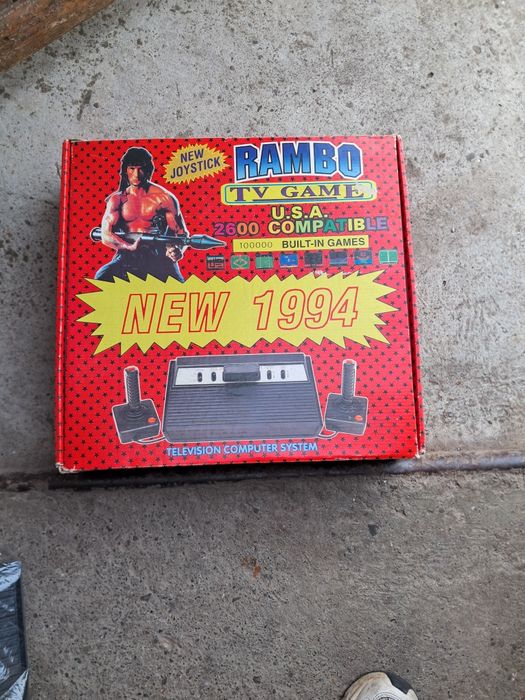 NEW
JOYSTICK
RAMBO
TV GAME
U.S.A.
2600 COMPATIBLE
100000 BUILT-IN GAMES
NEW 1994
TELEVISION COMPUTER SYSTEM